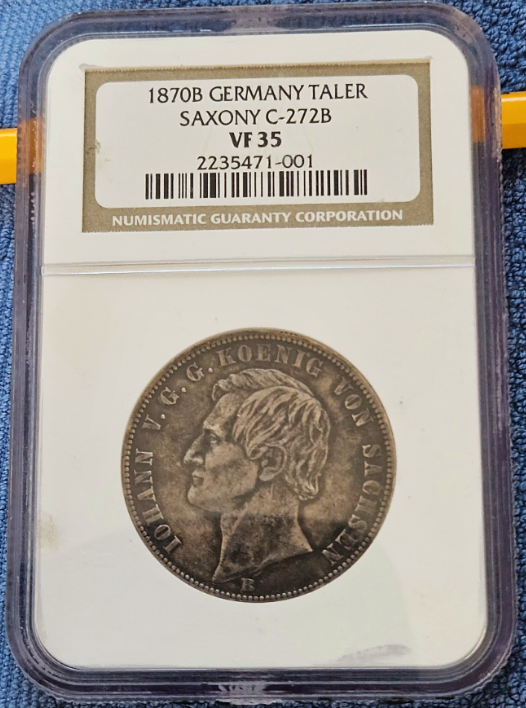 1870B GERMANY TALER
SAXONY C-272B
VF 35
2235471-001
NUMISMATIC GUARANTY CORPORATION
IOHANN V. G. G. KOENIG VON SACHSEN
B